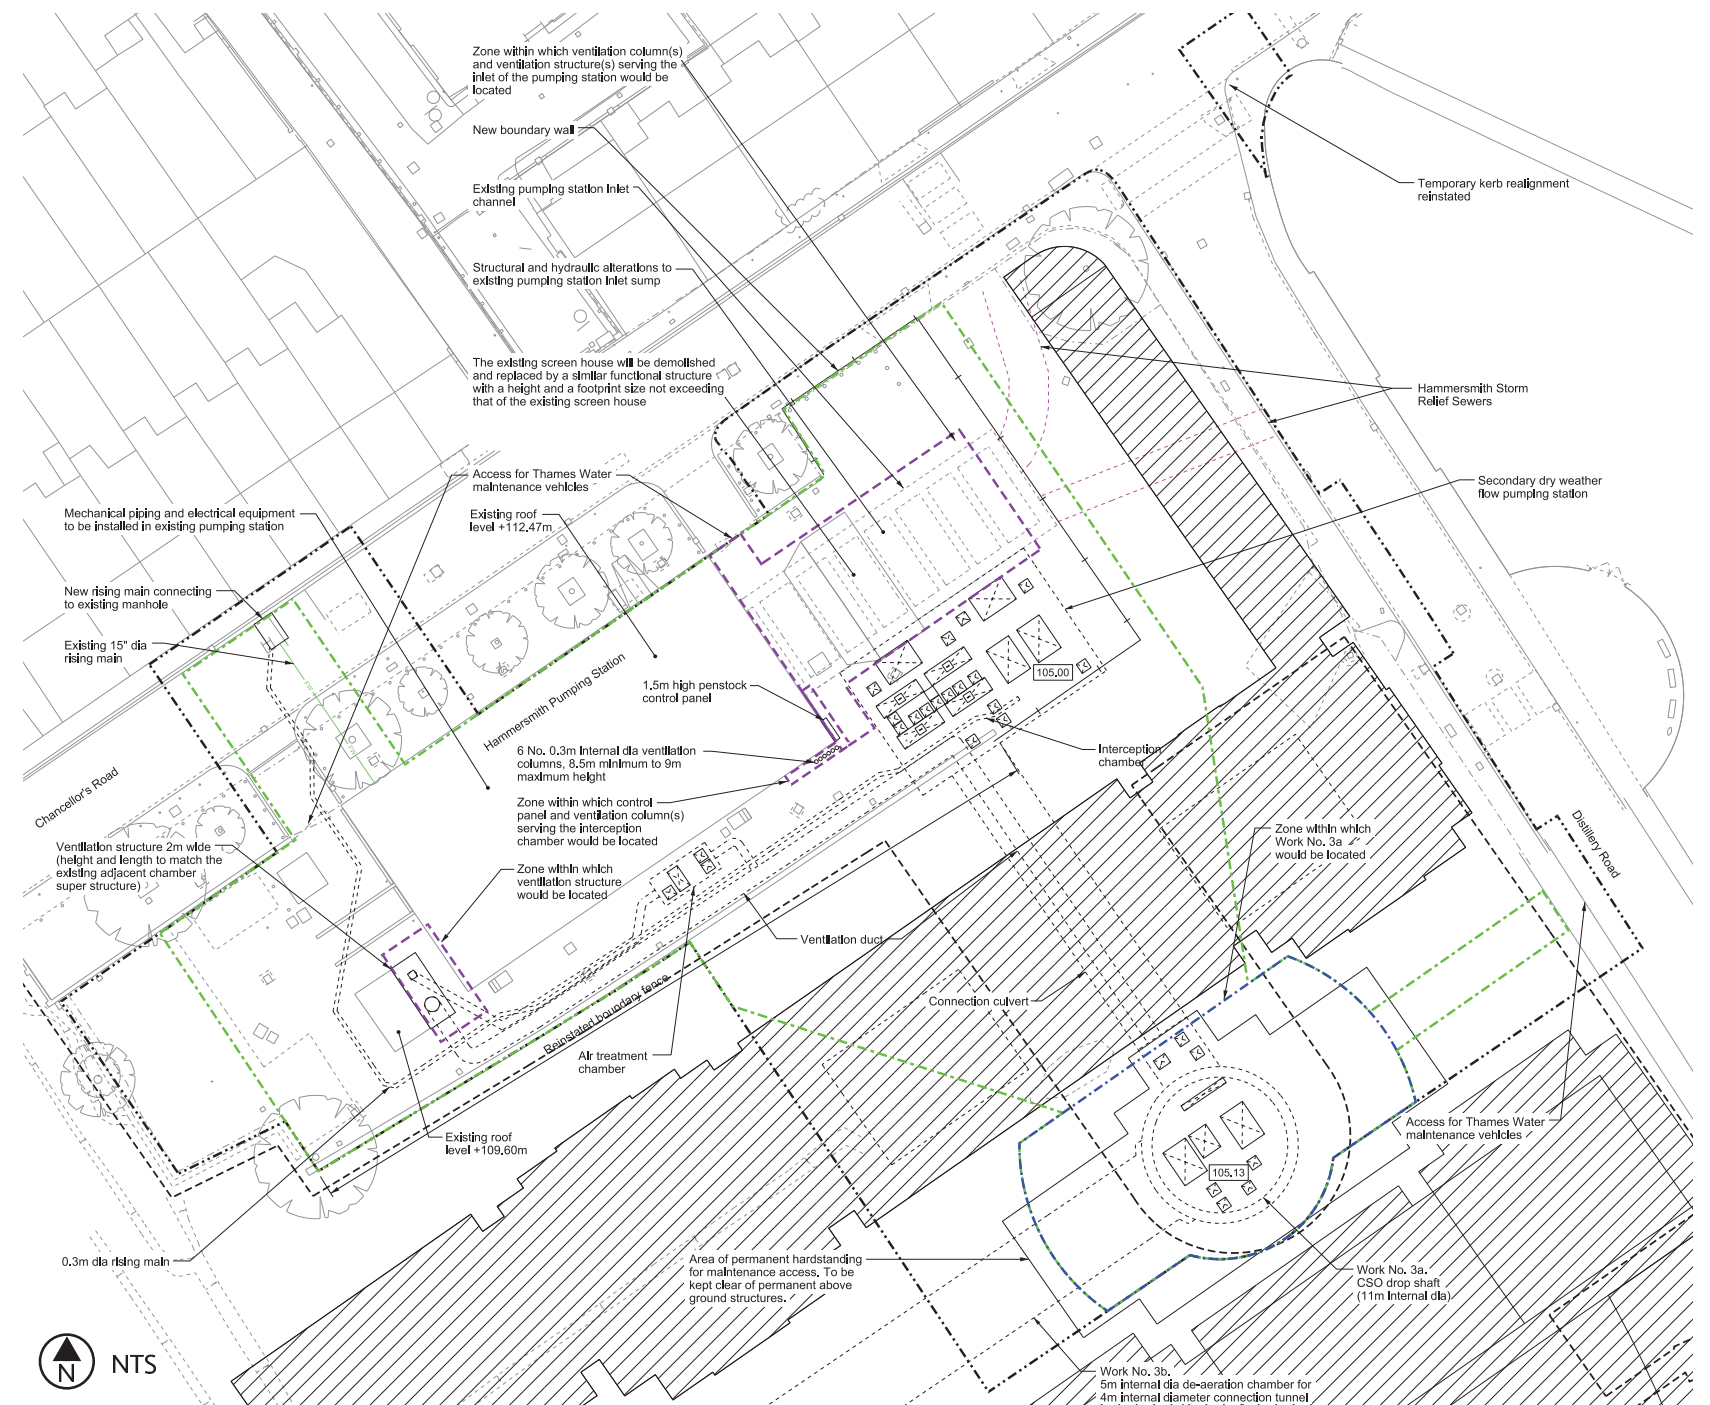 Zone within which ventilation column(s)
and ventilation structure(s) serving the
inlet of the pumping station would be
located
New boundary wall
Existing pumping station inlet
channel
Structural and hydraulic alterations to
existing pumping station inlet sump
The existing screen house will be demolished
and replaced by a similar functional structure
with a height and a footprint size not exceeding
that of the existing screen house
Access for Thames Water
maintenance vehicles
Existing roof
level +112.47m
Mechanical piping and electrical equipment
to be installed in existing pumping station
New rising main connecting
to existing manhole
Existing 15" dia
rising main
Temporary kerb realignment
reinstated
Hammersmith Storm
Relief Sewers
Secondary dry weather
flow pumping station
Hammersmith Pumping Station
1.5m high penstock
control panel
105.00
6 No. 0.3m internal dia ventilation
columns, 8.5m minimum to 9m
maximum height
Interception
chamber
Chancellor's Road
Zone within which control
panel and ventilation column(s)
serving the interception
chamber would be located
Ventilation structure 2m wide
(height and length to match the
existing adjacent chamber
super structure)
Zone within which
ventilation structure
would be located
Zone within which
Work No. 3a
would be located
Distillery Road
Ventilation duct
Connection culvert
Reinstated boundary fence
Air treatment
chamber
Existing roof
level +109.60m
Access for Thames Water
maintenance vehicles
105.13
0.3m dia rising main
Area of permanent hardstanding
for maintenance access. To be
kept clear of permanent above
ground structures.
Work No. 3a.
CSO drop shaft
(11m internal dia)
N
NTS
Work No. 3b.
5m internal dia de-aeration chamber for
4m internal diameter connection tunnel